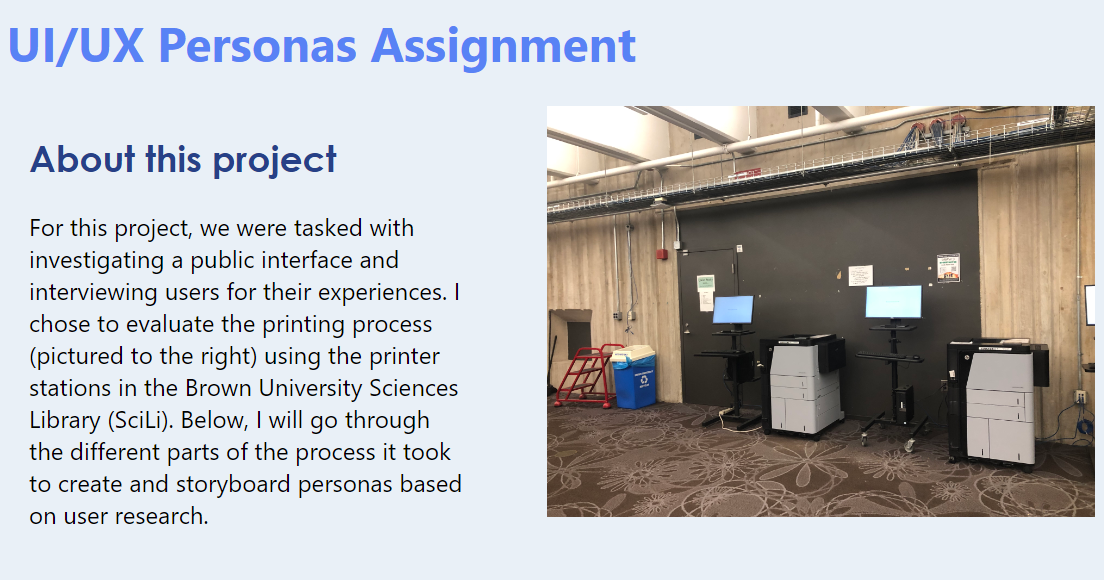 UI/UX Personas Assignment
About this project
For this project, we were tasked with
investigating a public interface and
interviewing users for their experiences. I
chose to evaluate the printing process
(pictured to the right) using the printer
stations in the Brown University Sciences
Library (SciLi). Below, I will go through
the different parts of the process it took
to create and storyboard personas based
on user research.